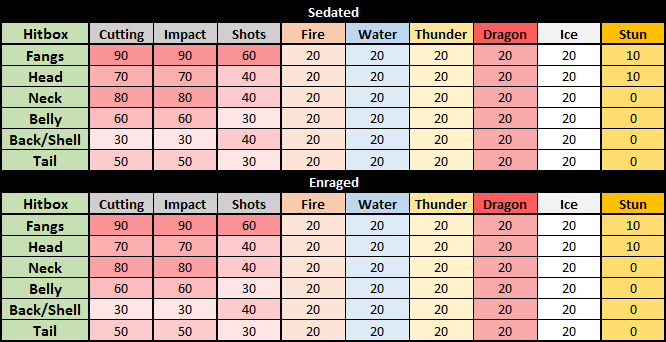 Sedated
Hitbox Cutting Impact Shots Fire Water Thunder Dragon Ice Stun
Fangs 90 90 60 20 20 20 20 20 10
Head 70 70 40 20 20 20 20 20 10
Neck 80 80 40 20 20 20 20 20 0
Belly 60 60 30 20 20 20 20 20 0
Back/Shell 30 30 40 20 20 20 20 20 0
Tail 50 50 30 20 20 20 20 20 0
Enraged
Hitbox Cutting Impact Shots Fire Water Thunder Dragon Ice Stun
Fangs 90 90 60 20 20 20 20 20 10
Head 70 70 40 20 20 20 20 20 10
Neck 80 80 40 20 20 20 20 20 0
Belly 60 60 30 20 20 20 20 20 0
Back/Shell 30 30 40 20 20 20 20 20 0
Tail 50 50 30 20 20 20 20 20 0